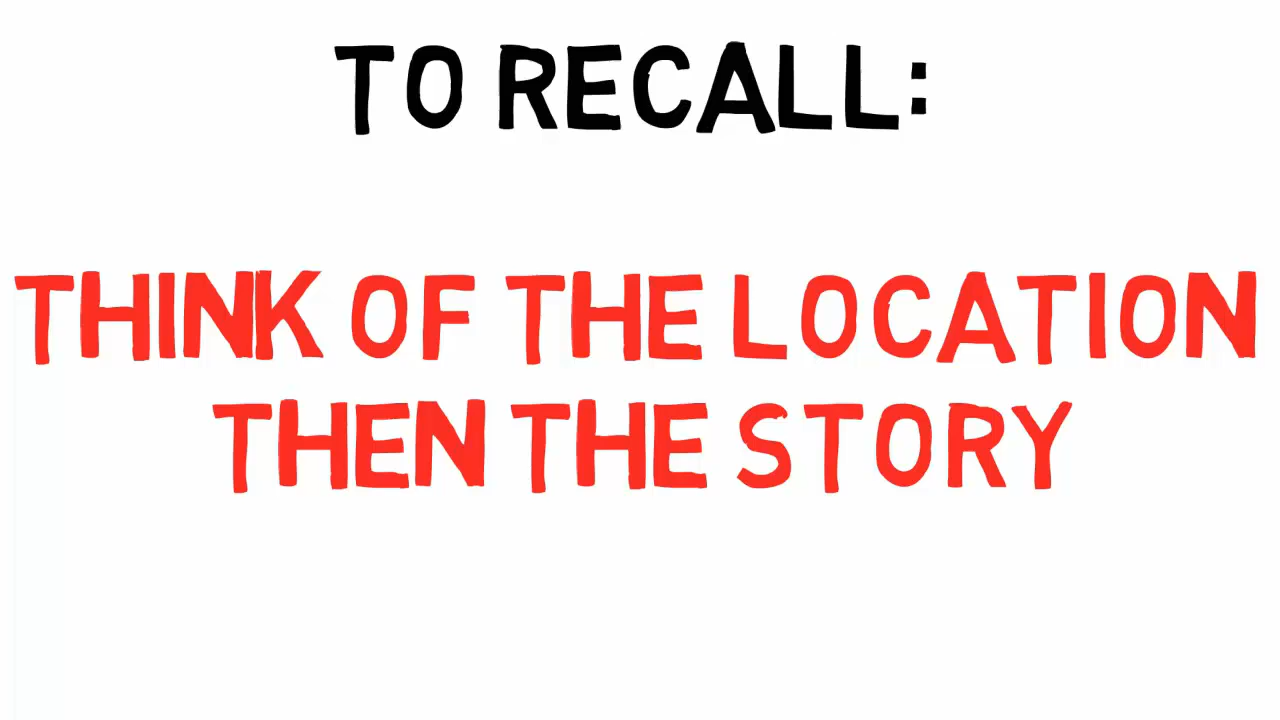 TO RECALL:
THINK OF THE LOCATION
THEN THE STORY